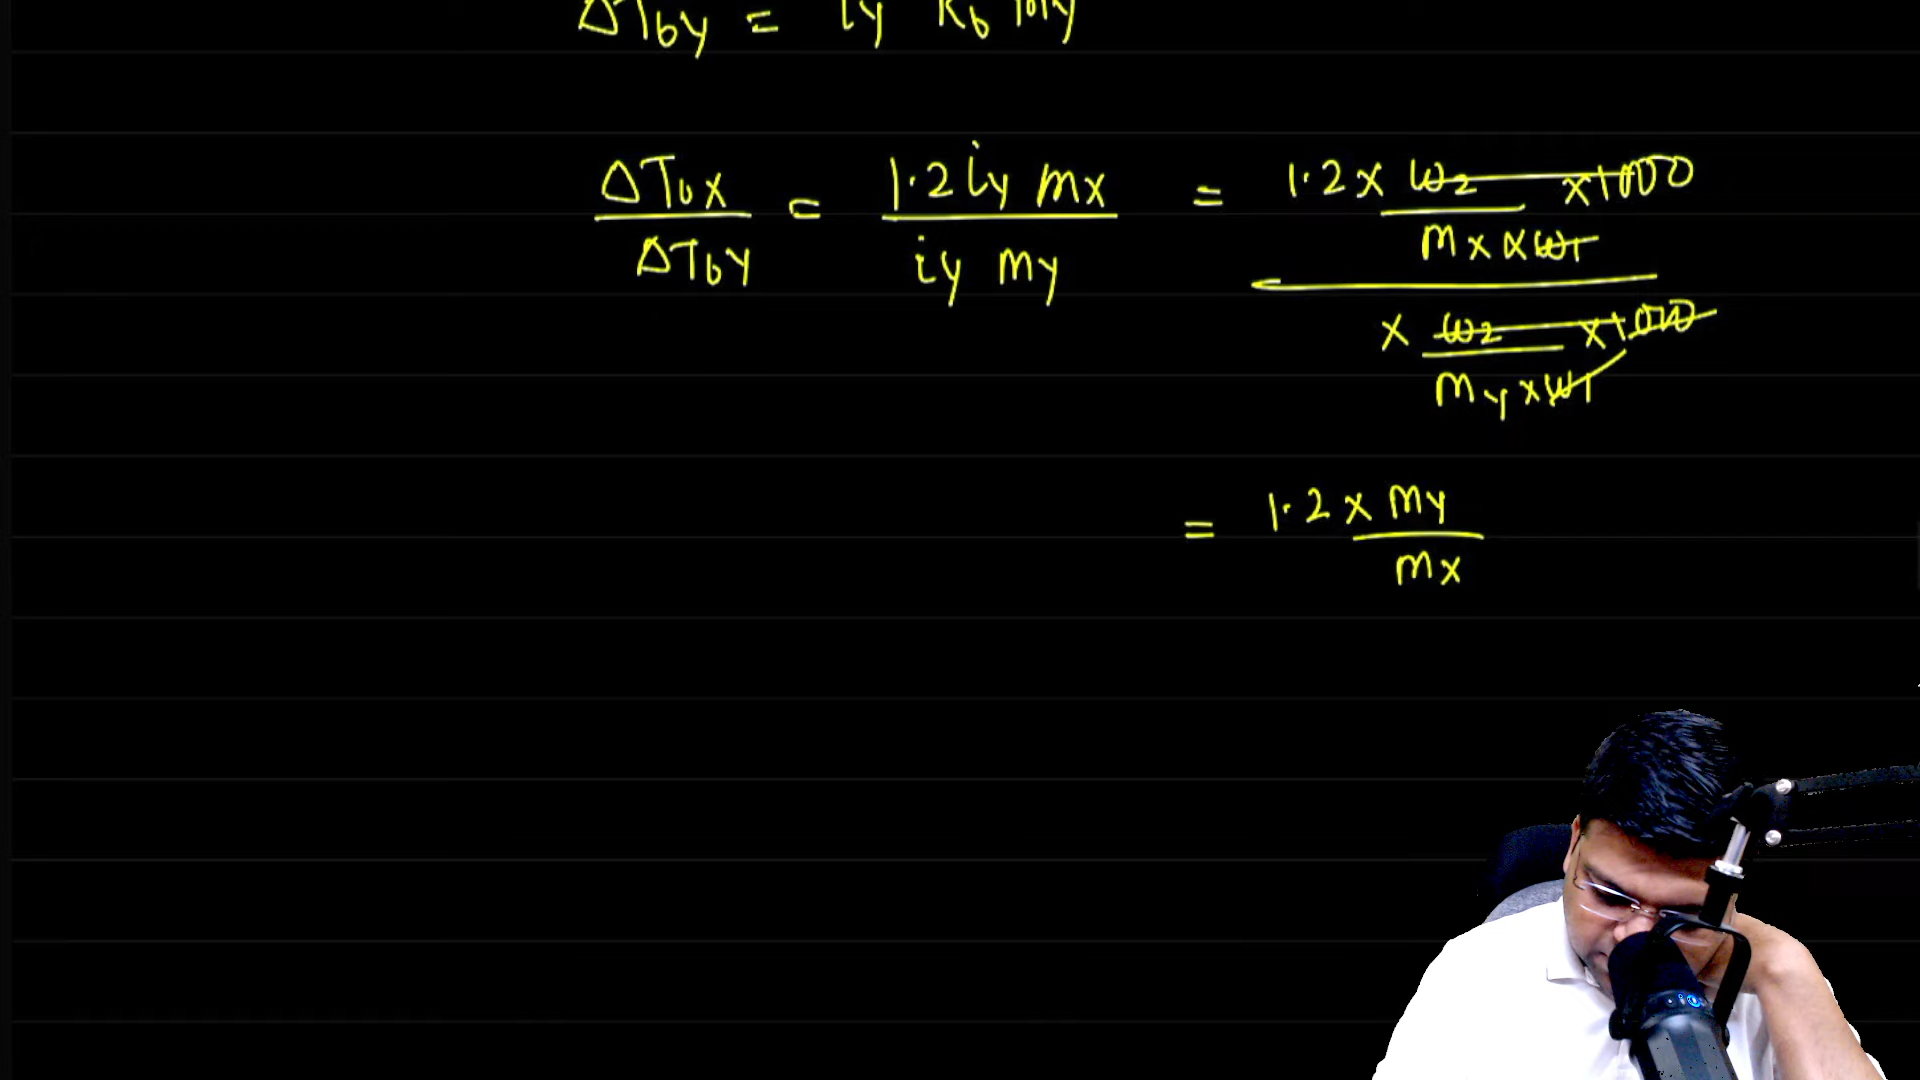 ΔTby = iy Kb my
ΔTbx / ΔTby = 1.2 iy mx / iy my = 1.2 x w2 x1000 / Mx x w1
x w2 x1000 / My x w1
= 1.2 x My / Mx